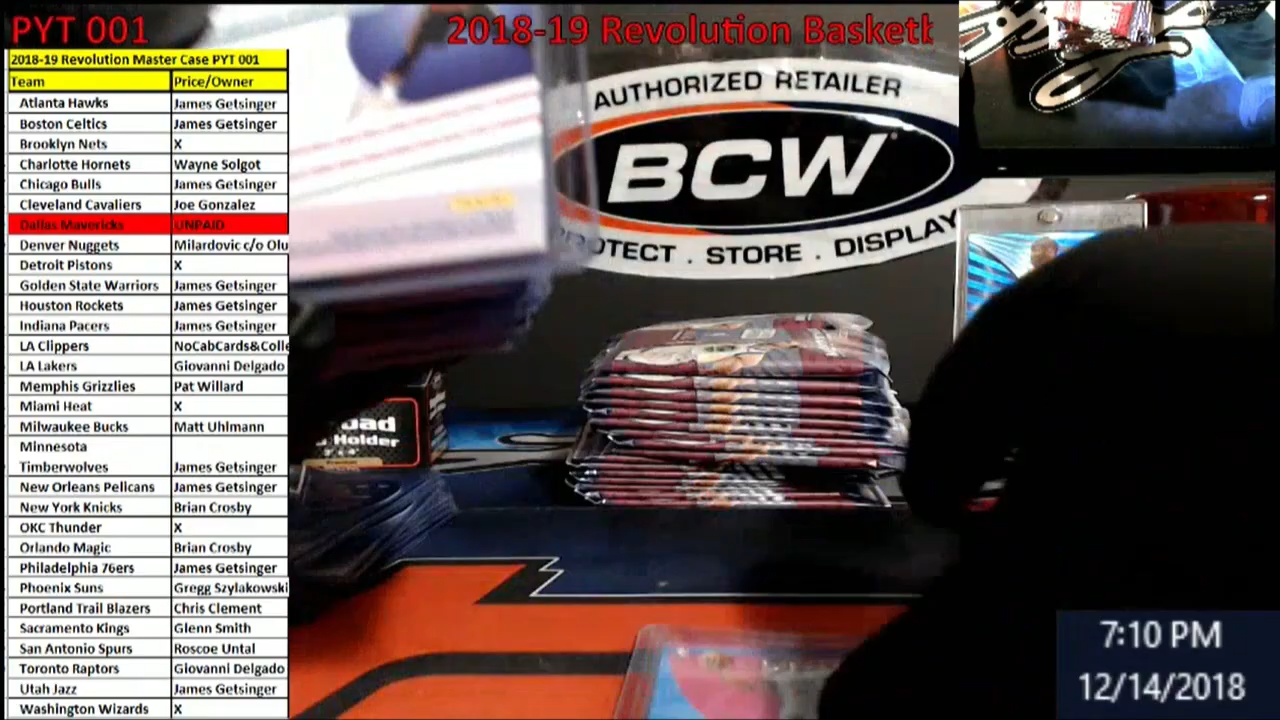 PYT 001
2018-19 Revolution Basketb
2018-19 Revolution Master Case PYT 001
Team Price/Owner
Atlanta Hawks James Getsinger
Boston Celtics James Getsinger
Brooklyn Nets X
Charlotte Hornets Wayne Solgot
Chicago Bulls James Getsinger
Cleveland Cavaliers Joe Gonzalez
Dallas Mavericks UNPAID
Denver Nuggets Milardovic c/o Olu
Detroit Pistons X
Golden State Warriors James Getsinger
Houston Rockets James Getsinger
Indiana Pacers James Getsinger
LA Clippers NoCabCards&Colle
LA Lakers Giovanni Delgado
Memphis Grizzlies Pat Willard
Miami Heat X
Milwaukee Bucks Matt Uhlmann
Minnesota
Timberwolves James Getsinger
New Orleans Pelicans James Getsinger
New York Knicks Brian Crosby
OKC Thunder X
Orlando Magic Brian Crosby
Philadelphia 76ers James Getsinger
Phoenix Suns Gregg Szylakowski
Portland Trail Blazers Chris Clement
Sacramento Kings Glenn Smith
San Antonio Spurs Roscoe Untal
Toronto Raptors Giovanni Delgado
Utah Jazz James Getsinger
Washington Wizards X
AUTHORIZED RETAILER
BCW
PROTECT . STORE . DISPLAY
oad
Holder
7:10 PM
12/14/2018